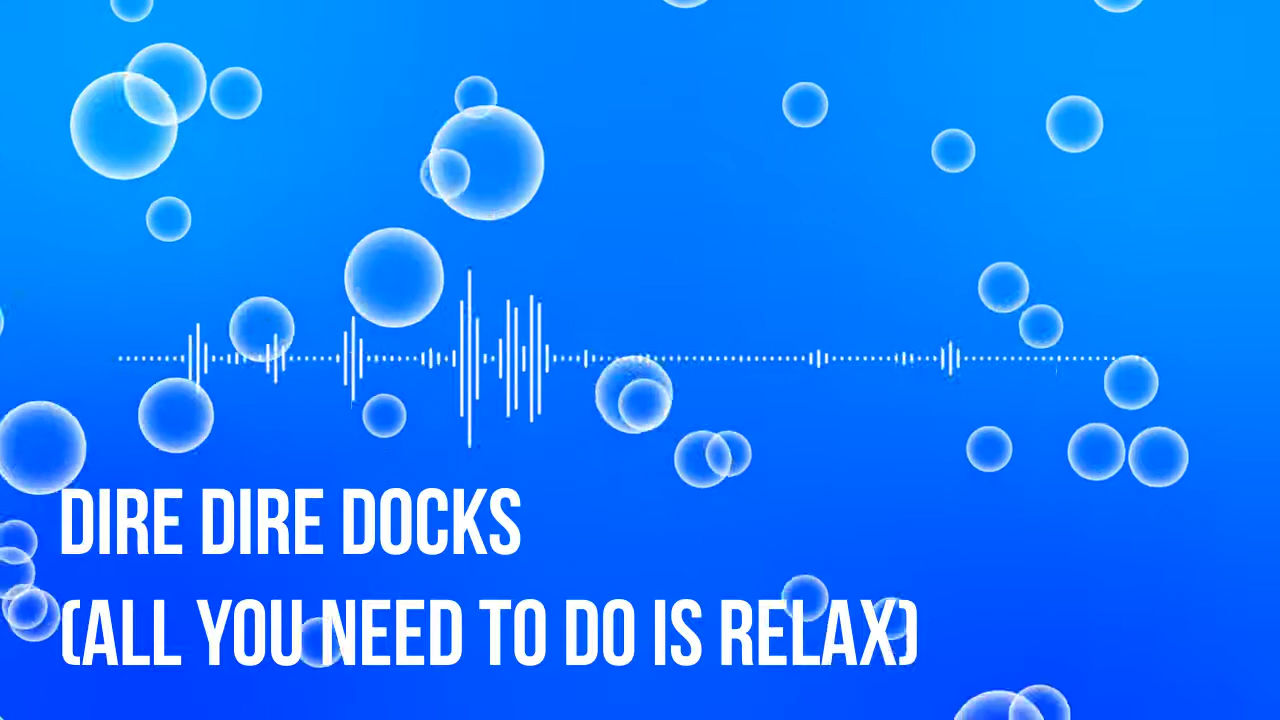 DIRE DIRE DOCKS
(ALL YOU NEED TO DO IS RELAX)